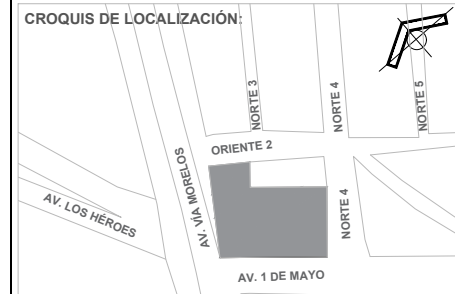 CROQUIS DE LOCALIZACIÓN:
NORTE 3
NORTE 4
NORTE 5
ORIENTE 2
AV. VÍA MORELOS
AV. LOS HÉROES
NORTE 4
AV. 1 DE MAYO